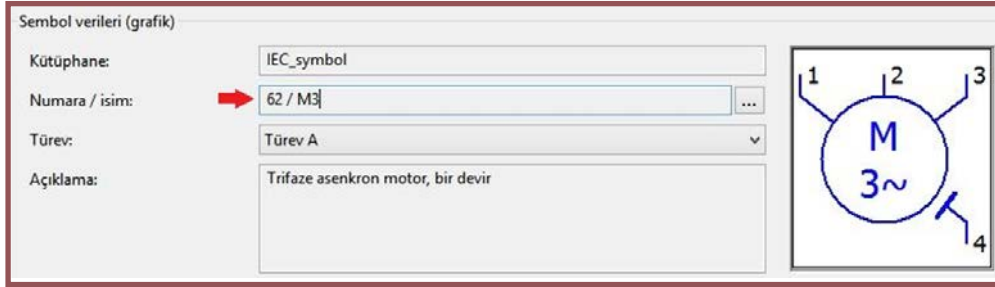 Sembol verileri (grafik)
Kütüphane: IEC_symbol
Numara / isim: 62 / M3 ...
Türev: Türev A
Açıklama: Trifaze asenkron motor, bir devir
1 2 3
M
3~
4